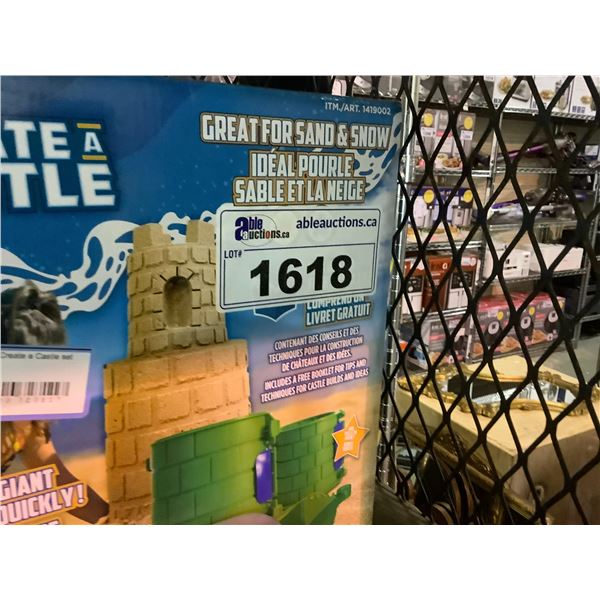 ITM./ART. 1419002
GREAT FOR SAND & SNOW
IDÉAL POUR LE
SABLE ET LA NEIGE
ATE A
TLE
able
auctions.ca
ableauctions.ca
LOT#
1618
COMPREND UN
LIVRET GRATUIT
CONTENANT DES CONSEILS ET DES
TECHNIQUES POUR LA CONSTRUCTION
DE CHÂTEAUX ET DES IDÉES.
INCLUDES A FREE BOOKLET FOR TIPS AND
TECHNIQUES FOR CASTLE BUILDS AND IDEAS
Create a Castle set
GIANT
QUICKLY!